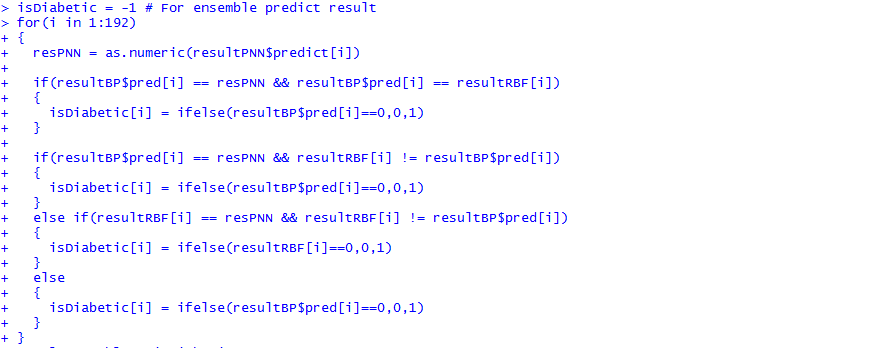 > isDiabetic = -1 # For ensemble predict result
> for(i in 1:192)
+ {
+   resPNN = as.numeric(resultPNN$predict[i])
+
+   if(resultBP$pred[i] == resPNN && resultBP$pred[i] == resultRBF[i])
+   {
+     isDiabetic[i] = ifelse(resultBP$pred[i]==0,0,1)
+   }
+
+   if(resultBP$pred[i] == resPNN && resultRBF[i] != resultBP$pred[i])
+   {
+     isDiabetic[i] = ifelse(resultBP$pred[i]==0,0,1)
+   }
+   else if(resultRBF[i] == resPNN && resultRBF[i] != resultBP$pred[i])
+   {
+     isDiabetic[i] = ifelse(resultRBF[i]==0,0,1)
+   }
+   else
+   {
+     isDiabetic[i] = ifelse(resultBP$pred[i]==0,0,1)
+   }
+ }